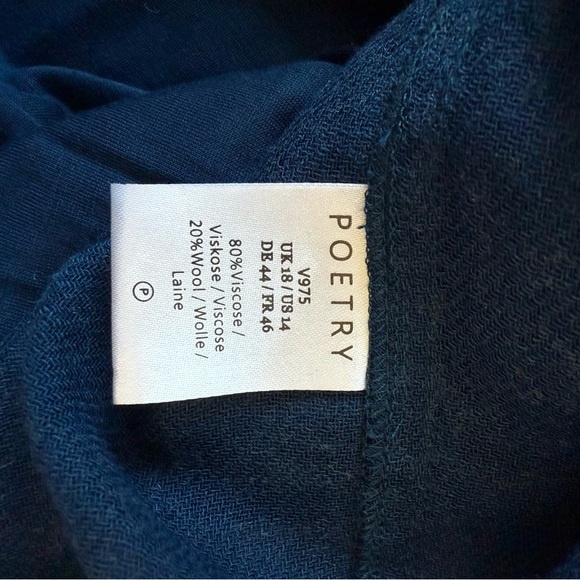 POETRY
V975
UK 18 / US 14
DE 44 / FR 46
80%Viscose /
Viskose / Viscose
20%Wool / Wolle /
Laine
P